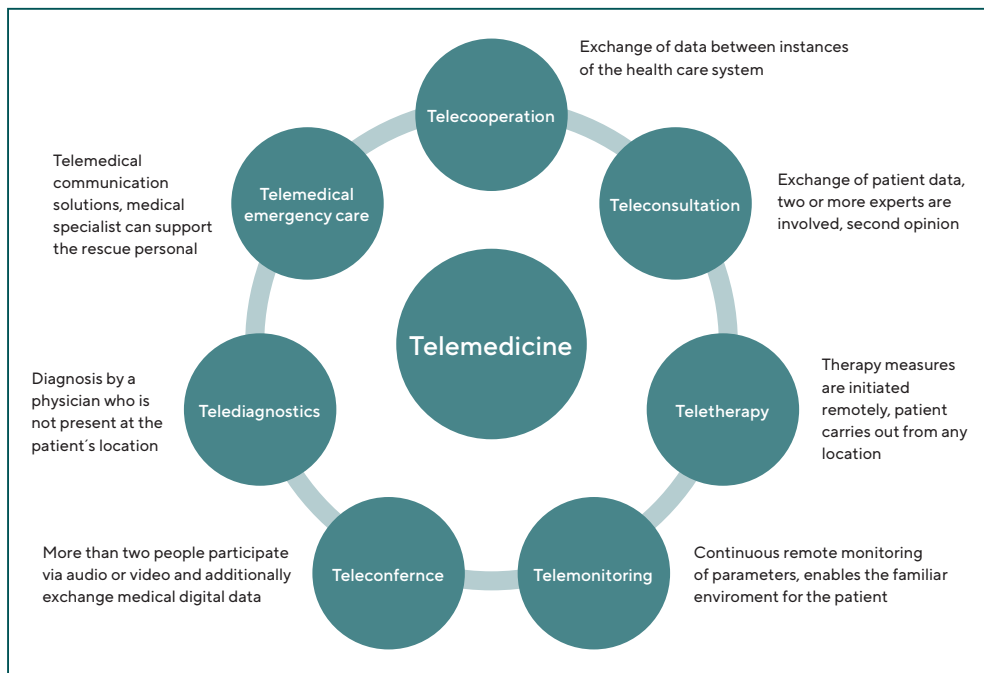 Telecooperation
Exchange of data between instances
of the health care system
Teleconsultation
Exchange of patient data,
two or more experts are
involved, second opinion
Teletherapy
Therapy measures
are initiated
remotely, patient
carries out from any
location
Telemonitoring
Continuous remote monitoring
of parameters, enables the familiar
enviroment for the patient
Teleconfernce
More than two people participate
via audio or video and additionally
exchange medical digital data
Telediagnostics
Diagnosis by a
physician who is
not present at the
patient´s location
Telemedical
emergency care
Telemedical
communication
solutions, medical
specialist can support
the rescue personal
Telemedicine